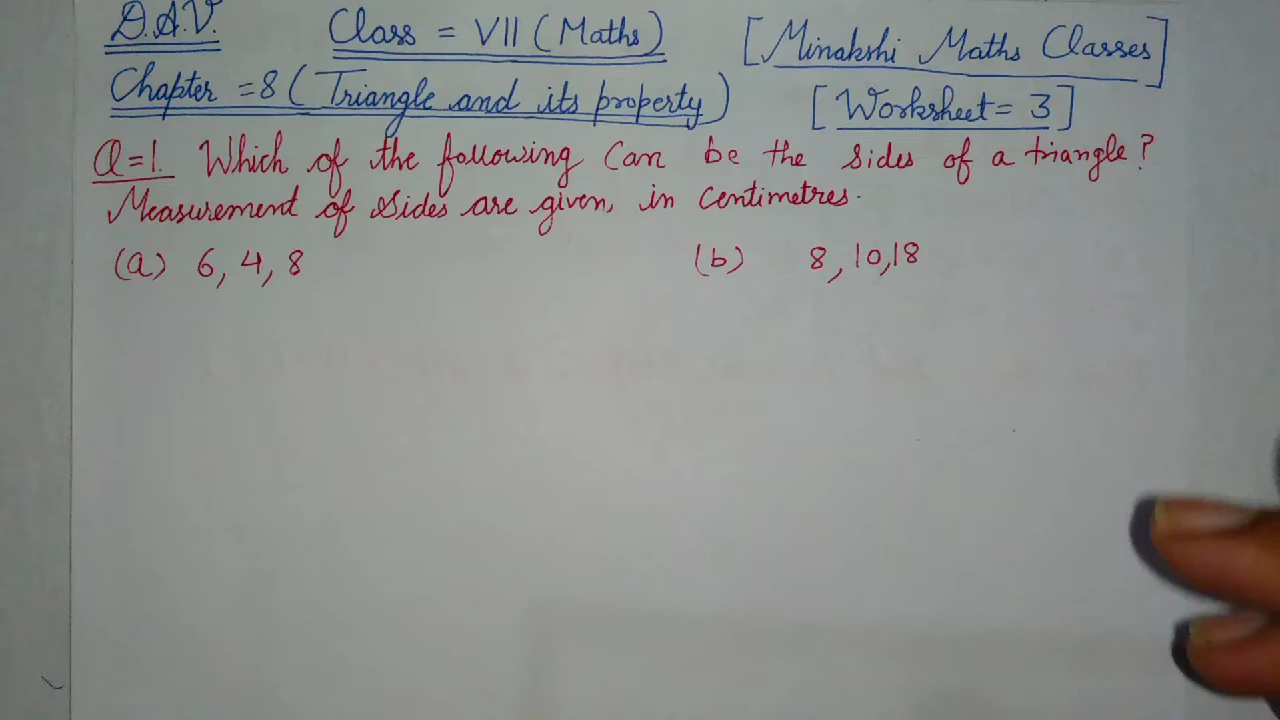 D.A.V. Class = VII (Maths) [Minakshi Maths Classes]
Chapter = 8 (Triangle and its property) [Worksheet = 3]
Q=1. Which of the following Can be the sides of a triangle?
Measurement of Sides are given, in Centimetres.
(a) 6, 4, 8 (b) 8, 10, 18